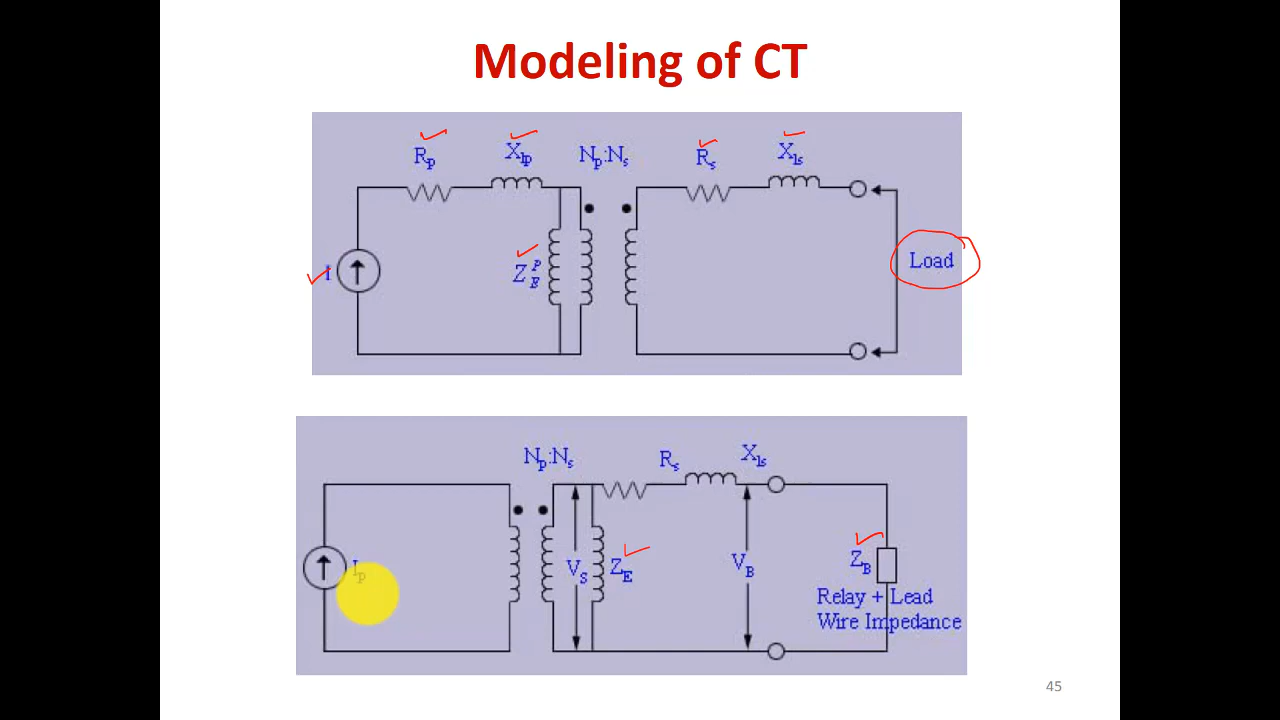 Modeling of CT
R_p X_lp N_p:N_s R_s X_ls
I Z_E^P Load
N_p:N_s R_s X_ls
I_p V_S Z_E V_B Z_B
Relay + Lead
Wire Impedance
45